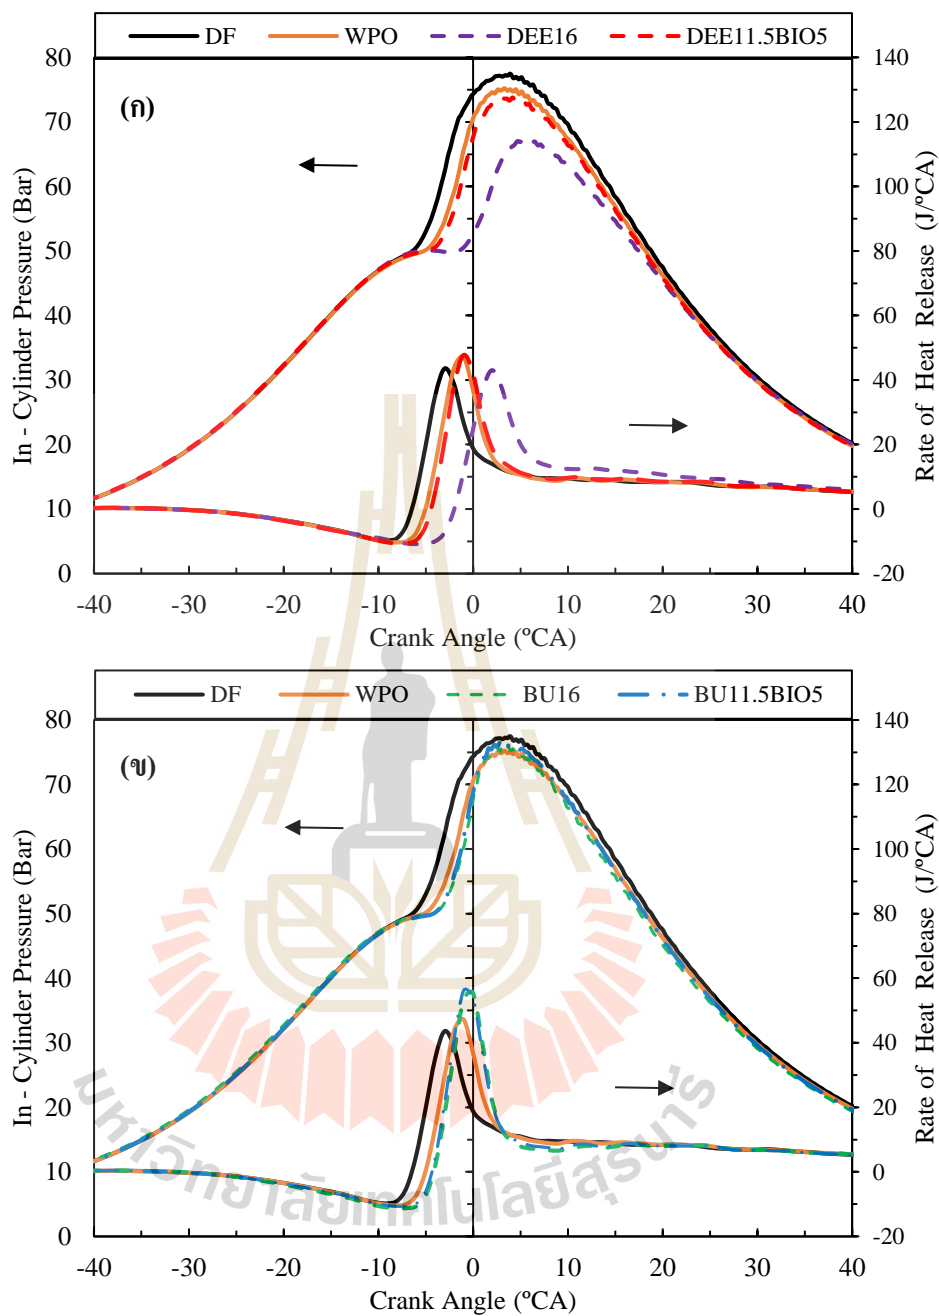 DF WPO DEE16 DEE11.5BIO5
(ก)
In - Cylinder Pressure (Bar)
80
70
60
50
40
30
20
10
0
Rate of Heat Release (J/ºCA)
140
120
100
80
60
40
20
0
-20
-40 -30 -20 -10 0 10 20 30 40
Crank Angle (ºCA)
DF WPO BU16 BU11.5BIO5
(ข)
In - Cylinder Pressure (Bar)
80
70
60
50
40
30
20
10
0
Rate of Heat Release (J/ºCA)
140
120
100
80
60
40
20
0
-20
มหาวิทยาลัยเทคโนโลยีสุรนารี
-40 -30 -20 -10 0 10 20 30 40
Crank Angle (ºCA)